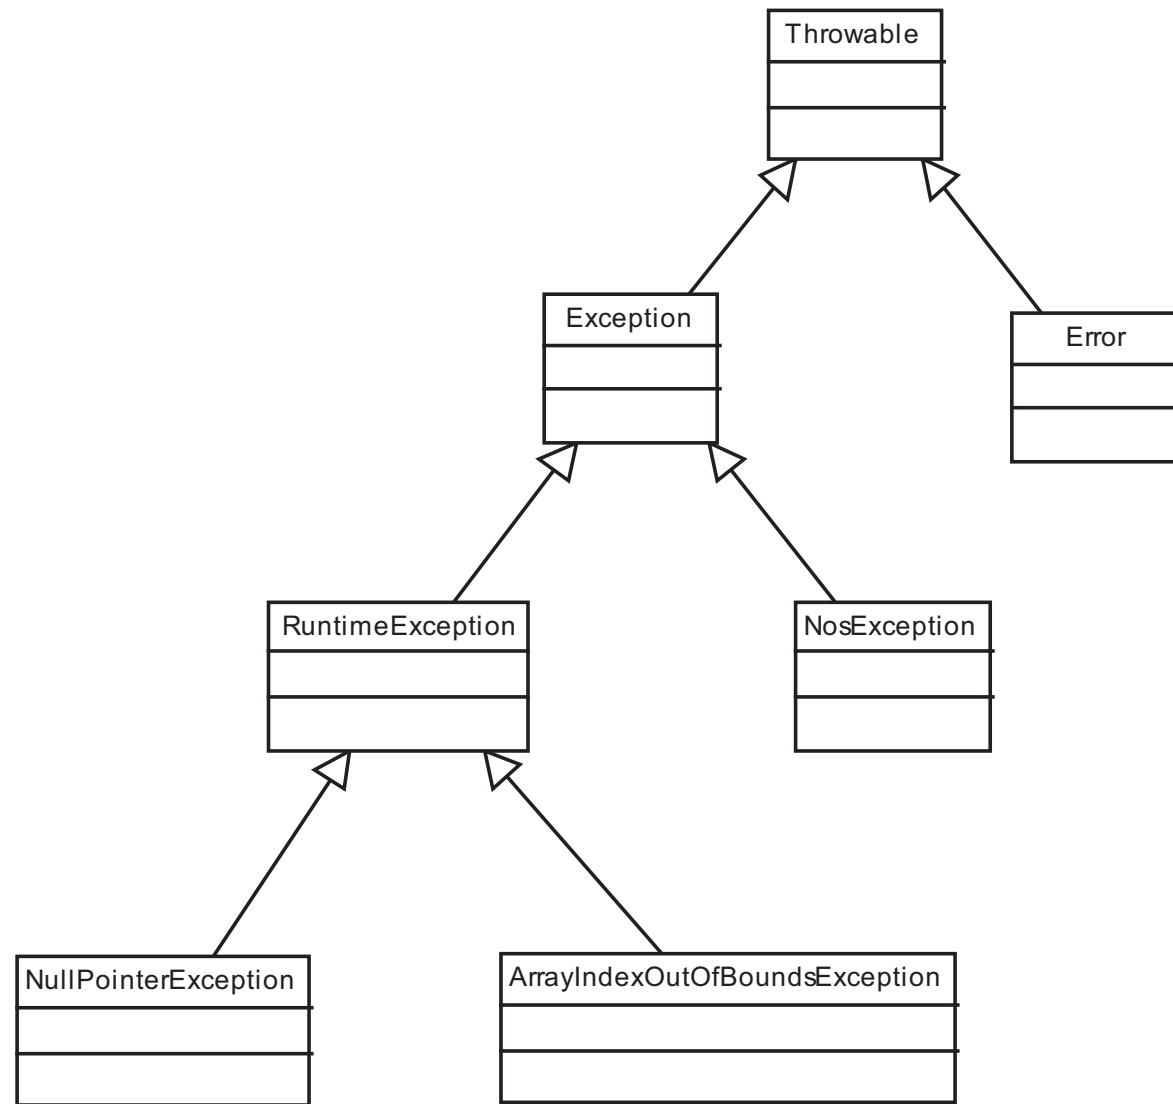 Throwable
Exception
Error
RuntimeException
NosException
NullPointerException
ArrayIndexOutOfBoundsException